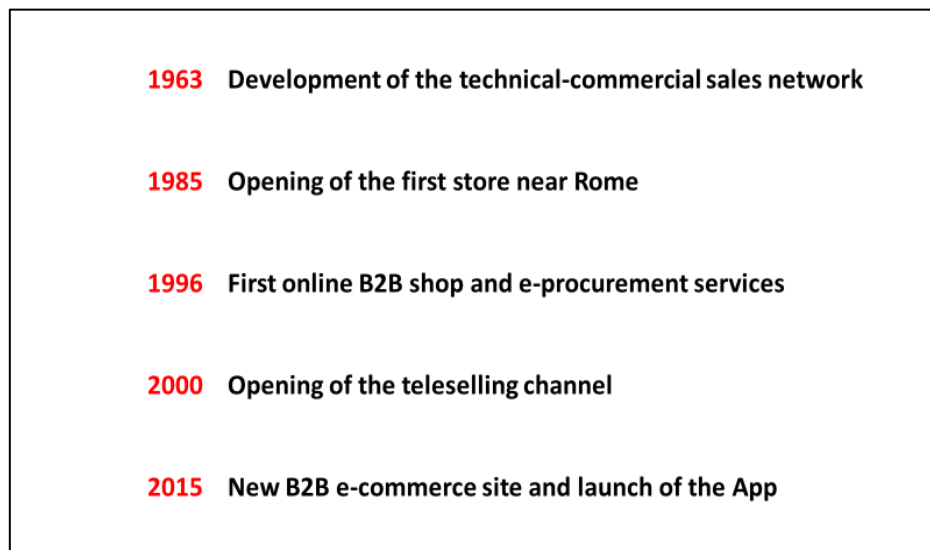 1963 Development of the technical-commercial sales network
1985 Opening of the first store near Rome
1996 First online B2B shop and e-procurement services
2000 Opening of the teleselling channel
2015 New B2B e-commerce site and launch of the App